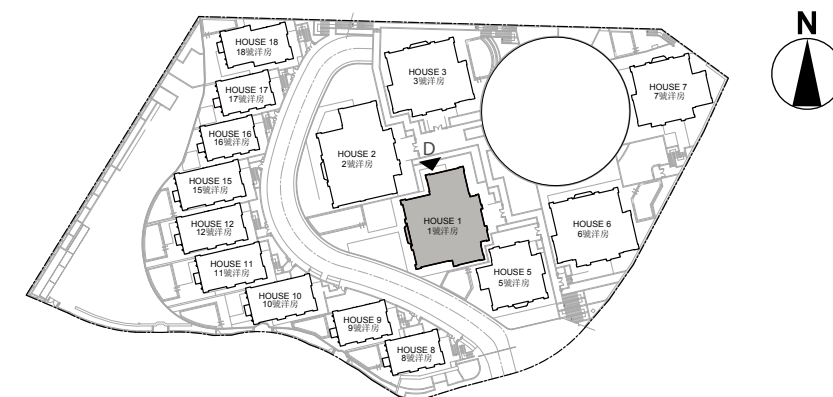 N
HOUSE 18
18號洋房
HOUSE 3
3號洋房
HOUSE 17
17號洋房
HOUSE 7
7號洋房
HOUSE 16
16號洋房
D
HOUSE 2
2號洋房
HOUSE 15
15號洋房
HOUSE 1
1號洋房
HOUSE 6
6號洋房
HOUSE 12
12號洋房
HOUSE 11
11號洋房
HOUSE 5
5號洋房
HOUSE 10
10號洋房
HOUSE 9
9號洋房
HOUSE 8
8號洋房